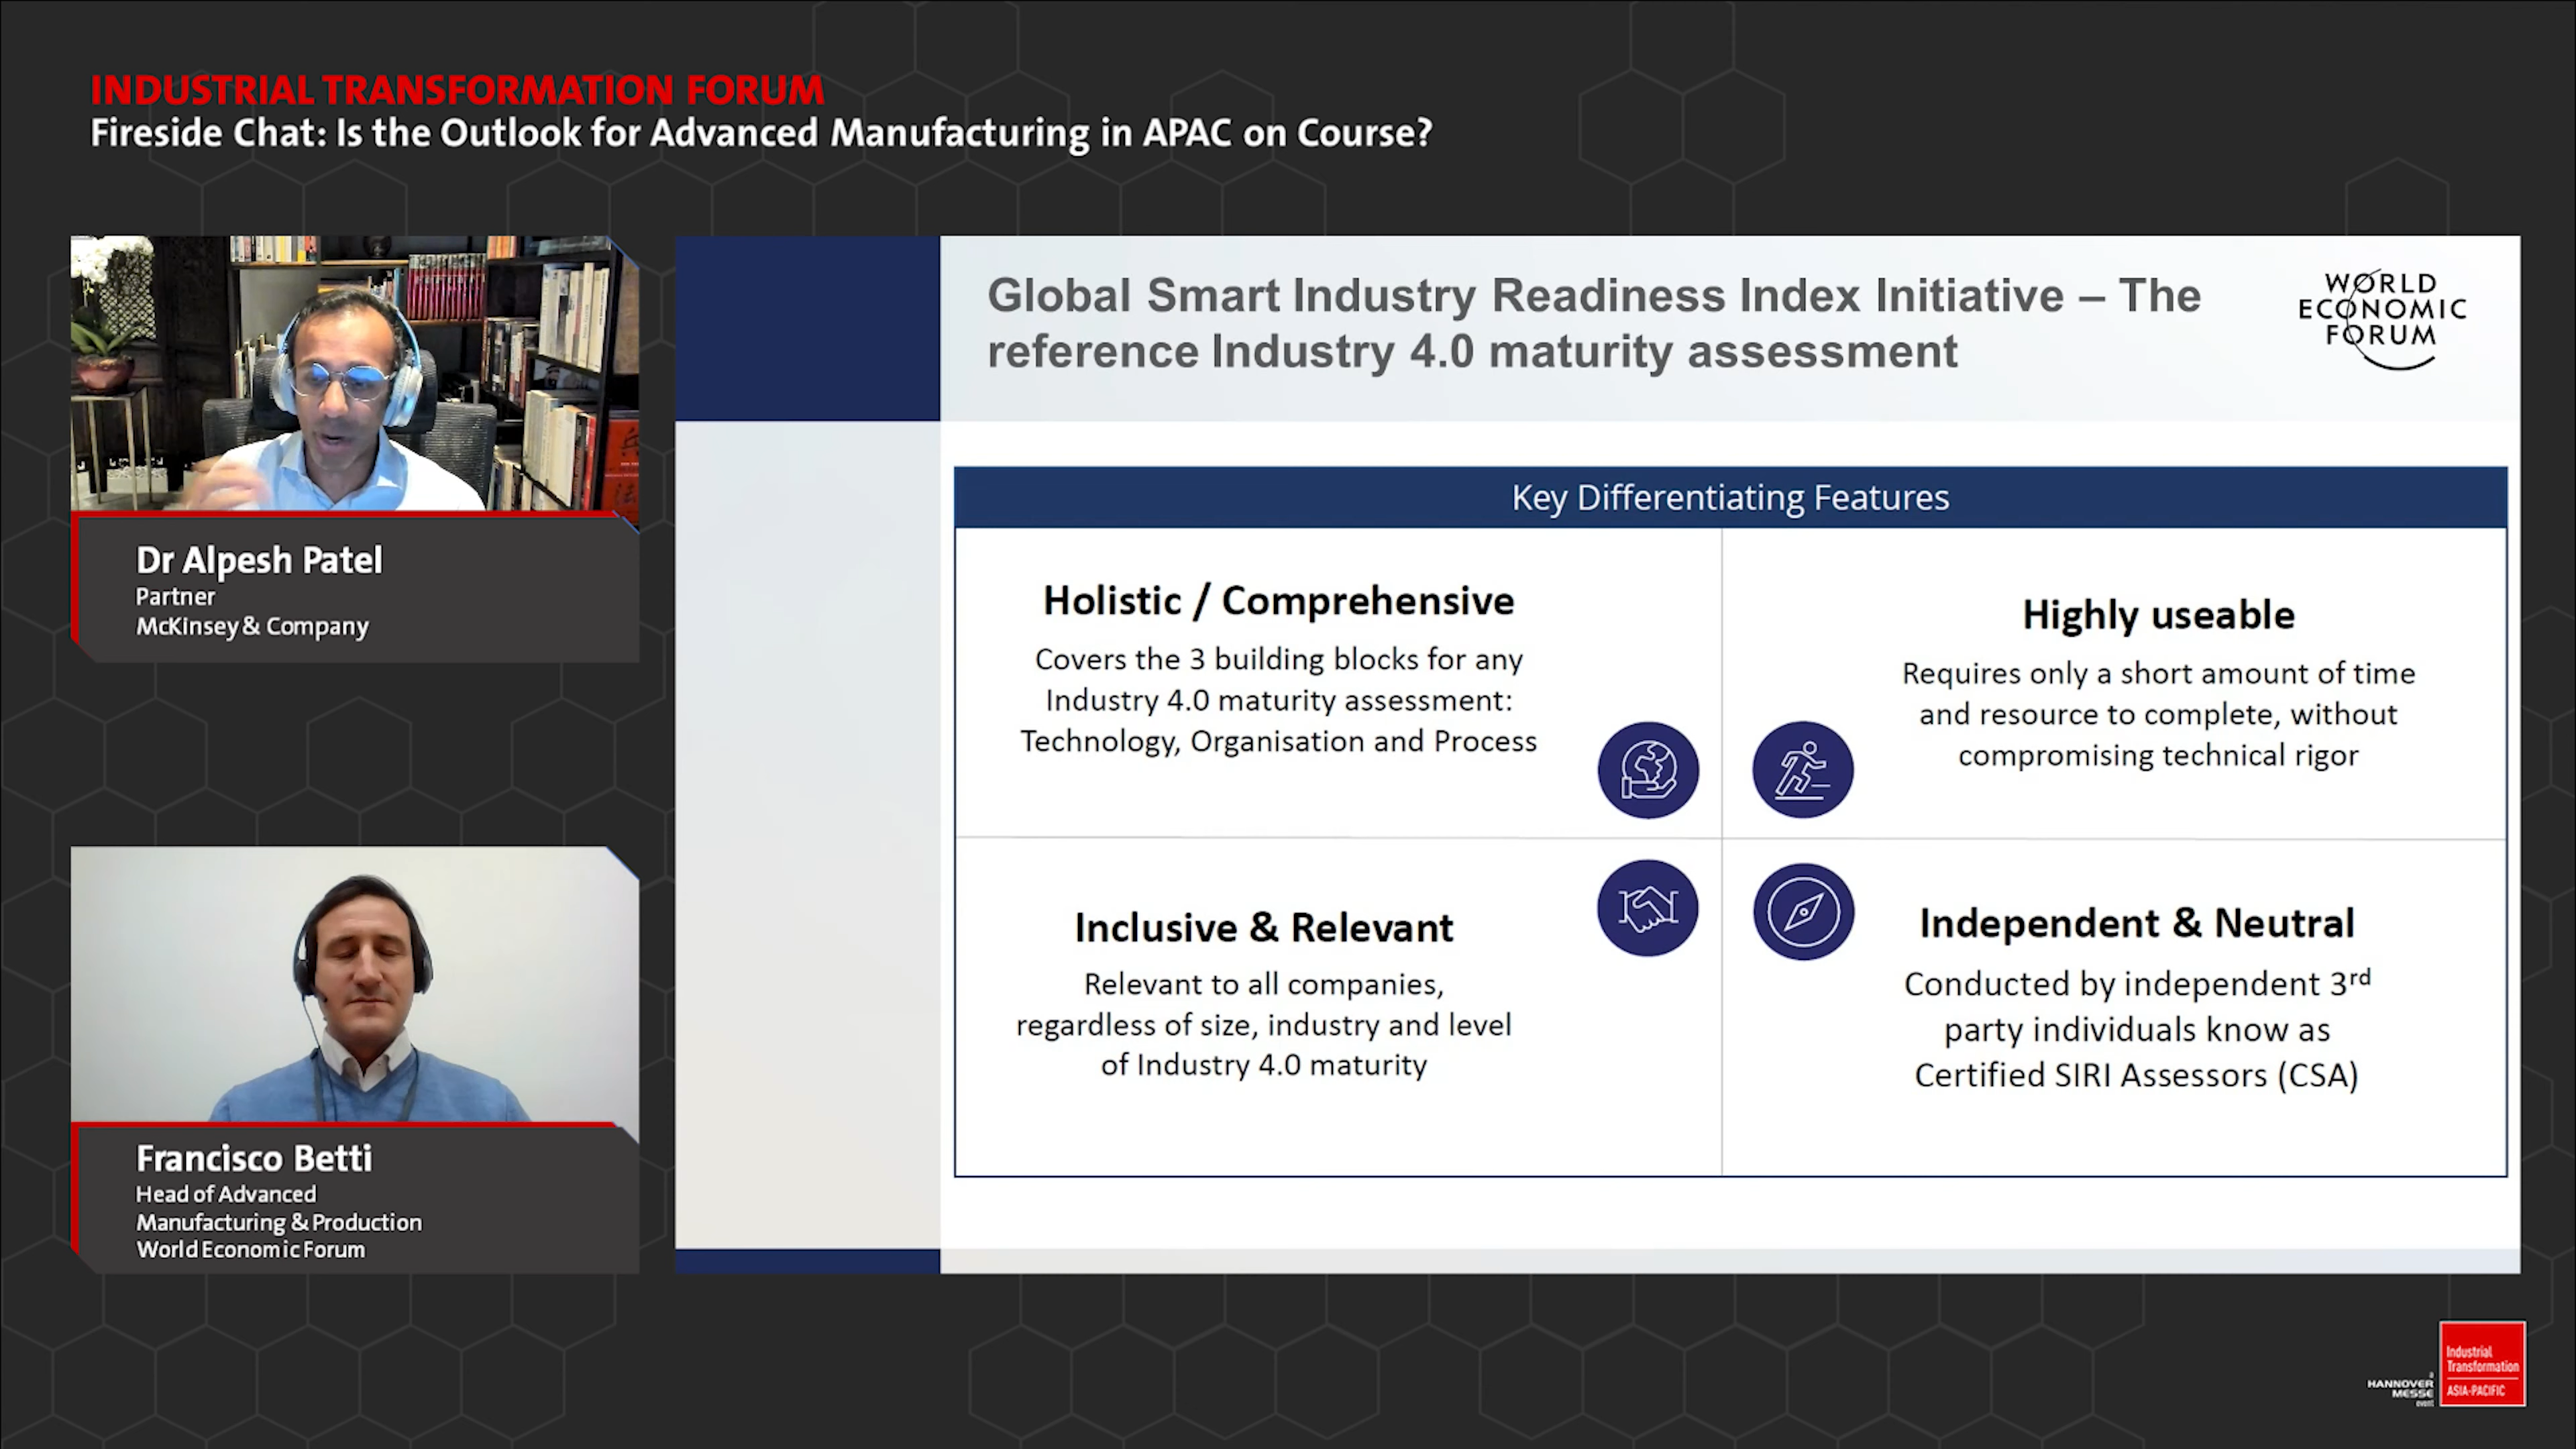 INDUSTRIAL TRANSFORMATION FORUM
Fireside Chat: Is the Outlook for Advanced Manufacturing in APAC on Course?
Dr Alpesh Patel
Partner
McKinsey & Company
Francisco Betti
Head of Advanced
Manufacturing & Production
World Economic Forum
Global Smart Industry Readiness Index Initiative – The
reference Industry 4.0 maturity assessment
WORLD
ECONOMIC
FORUM
Key Differentiating Features
Holistic / Comprehensive
Covers the 3 building blocks for any
Industry 4.0 maturity assessment:
Technology, Organisation and Process
Highly useable
Requires only a short amount of time
and resource to complete, without
compromising technical rigor
Inclusive & Relevant
Relevant to all companies,
regardless of size, industry and level
of Industry 4.0 maturity
Independent & Neutral
Conducted by independent 3rd
party individuals know as
Certified SIRI Assessors (CSA)
a
HANNOVER
MESSE
event
Industrial
Transformation
ASIA-PACIFIC